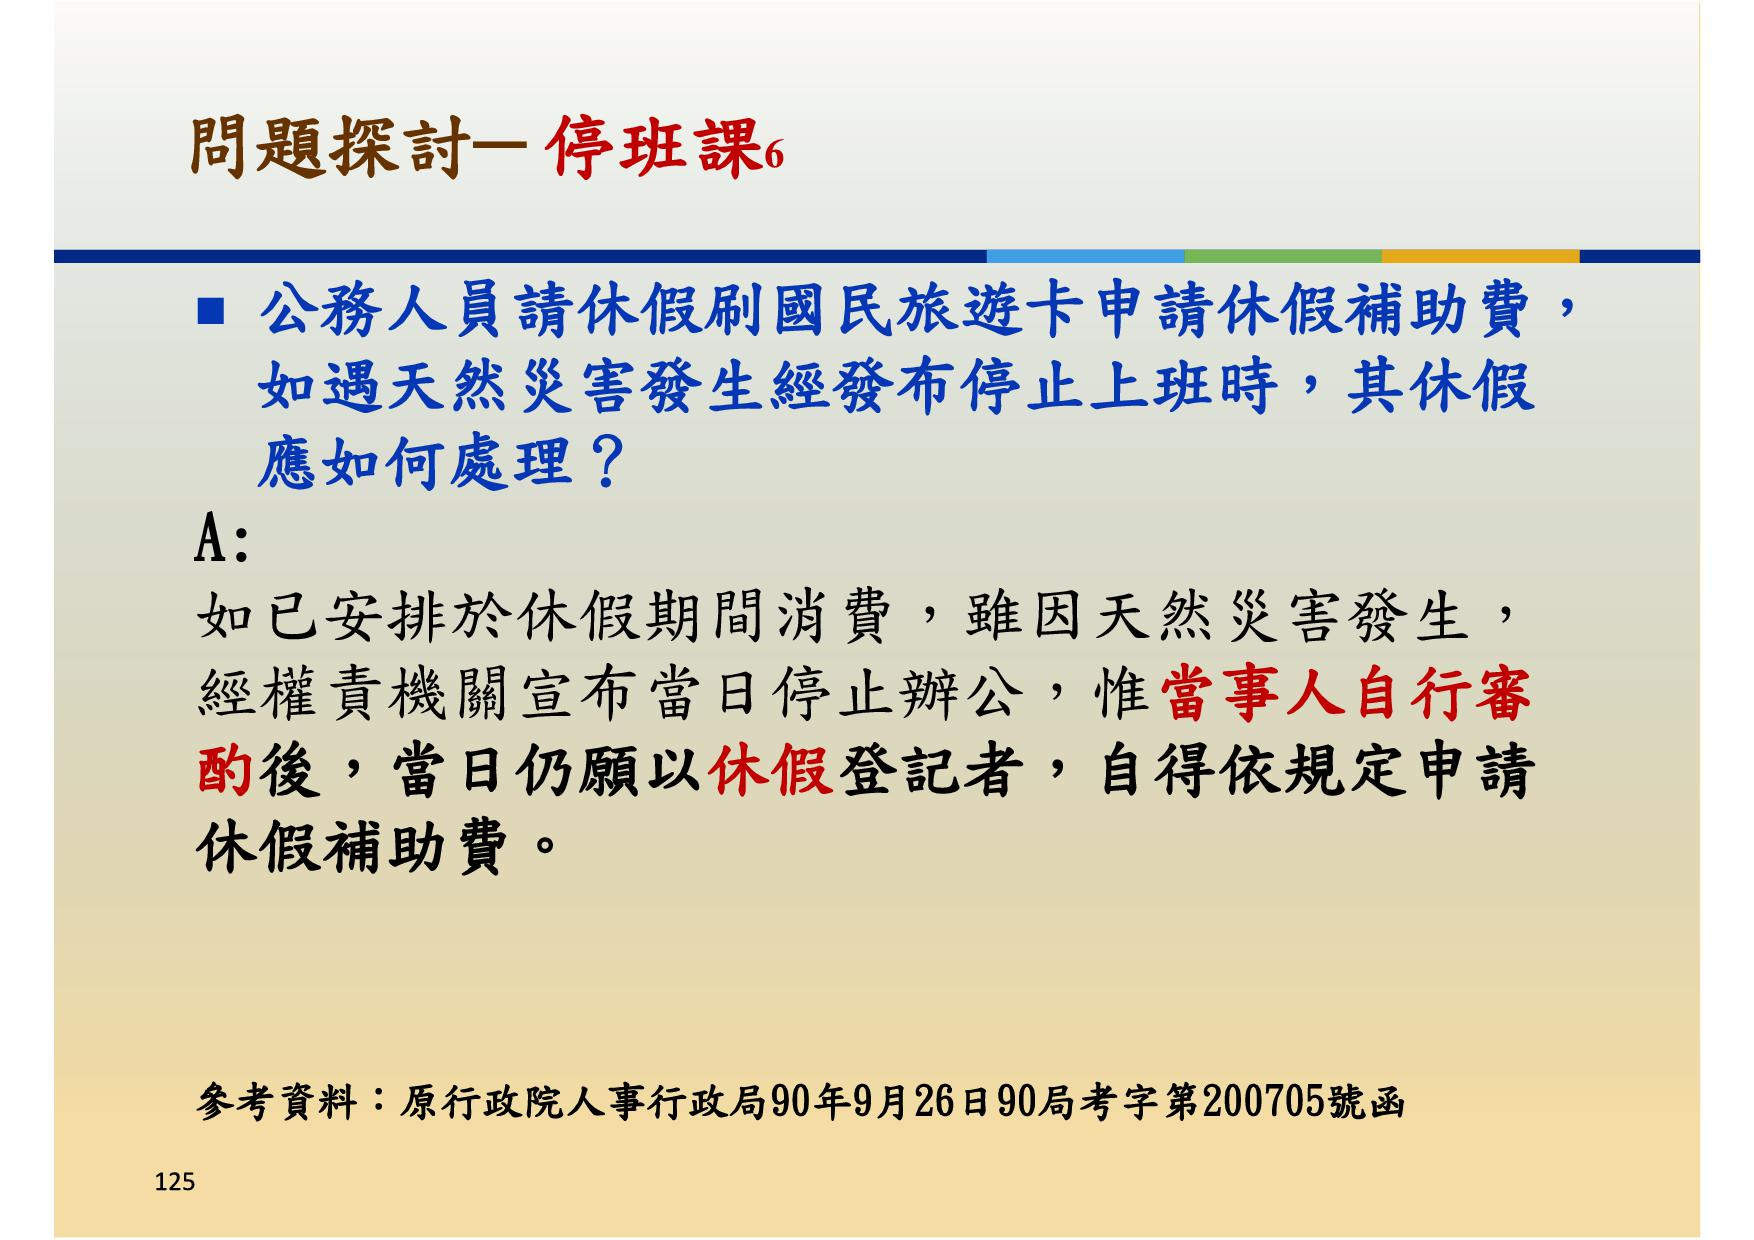 問題探討─ 停班課6
■ 公務人員請休假刷國民旅遊卡申請休假補助費，
如遇天然災害發生經發布停止上班時，其休假
應如何處理？
A:
如已安排於休假期間消費，雖因天然災害發生，
經權責機關宣布當日停止辦公，惟當事人自行審
酌後，當日仍願以休假登記者，自得依規定申請
休假補助費。
參考資料：原行政院人事行政局90年9月26日90局考字第200705號函
125